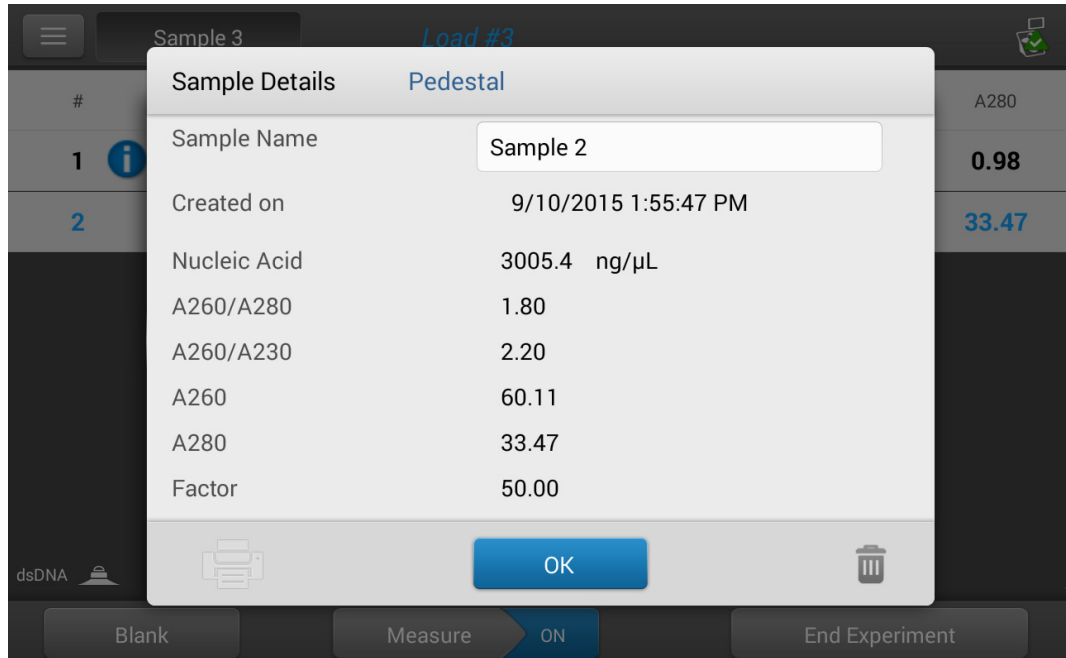 Sample 3 Load #3
Sample Details Pedestal
# A280
Sample Name Sample 2
1 0.98
Created on 9/10/2015 1:55:47 PM
2 33.47
Nucleic Acid 3005.4 ng/µL
A260/A280 1.80
A260/A230 2.20
A260 60.11
A280 33.47
Factor 50.00
OK
dsDNA
Blank Measure ON End Experiment